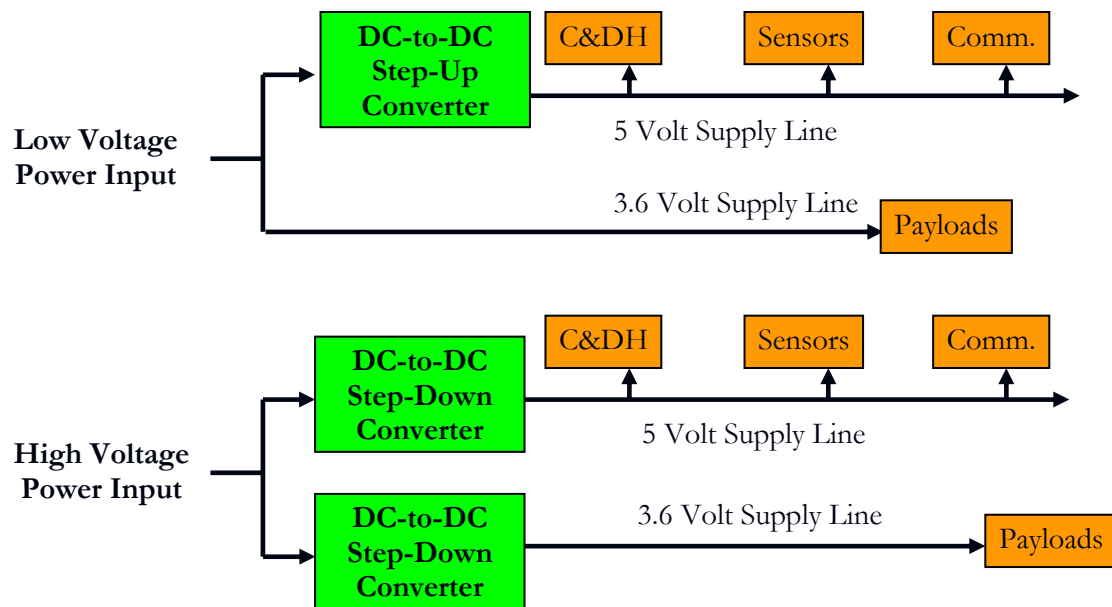 DC-to-DC
Step-Up
Converter
C&DH
Sensors
Comm.
Low Voltage
Power Input
5 Volt Supply Line
3.6 Volt Supply Line
Payloads
DC-to-DC
Step-Down
Converter
C&DH
Sensors
Comm.
High Voltage
Power Input
5 Volt Supply Line
DC-to-DC
Step-Down
Converter
3.6 Volt Supply Line
Payloads